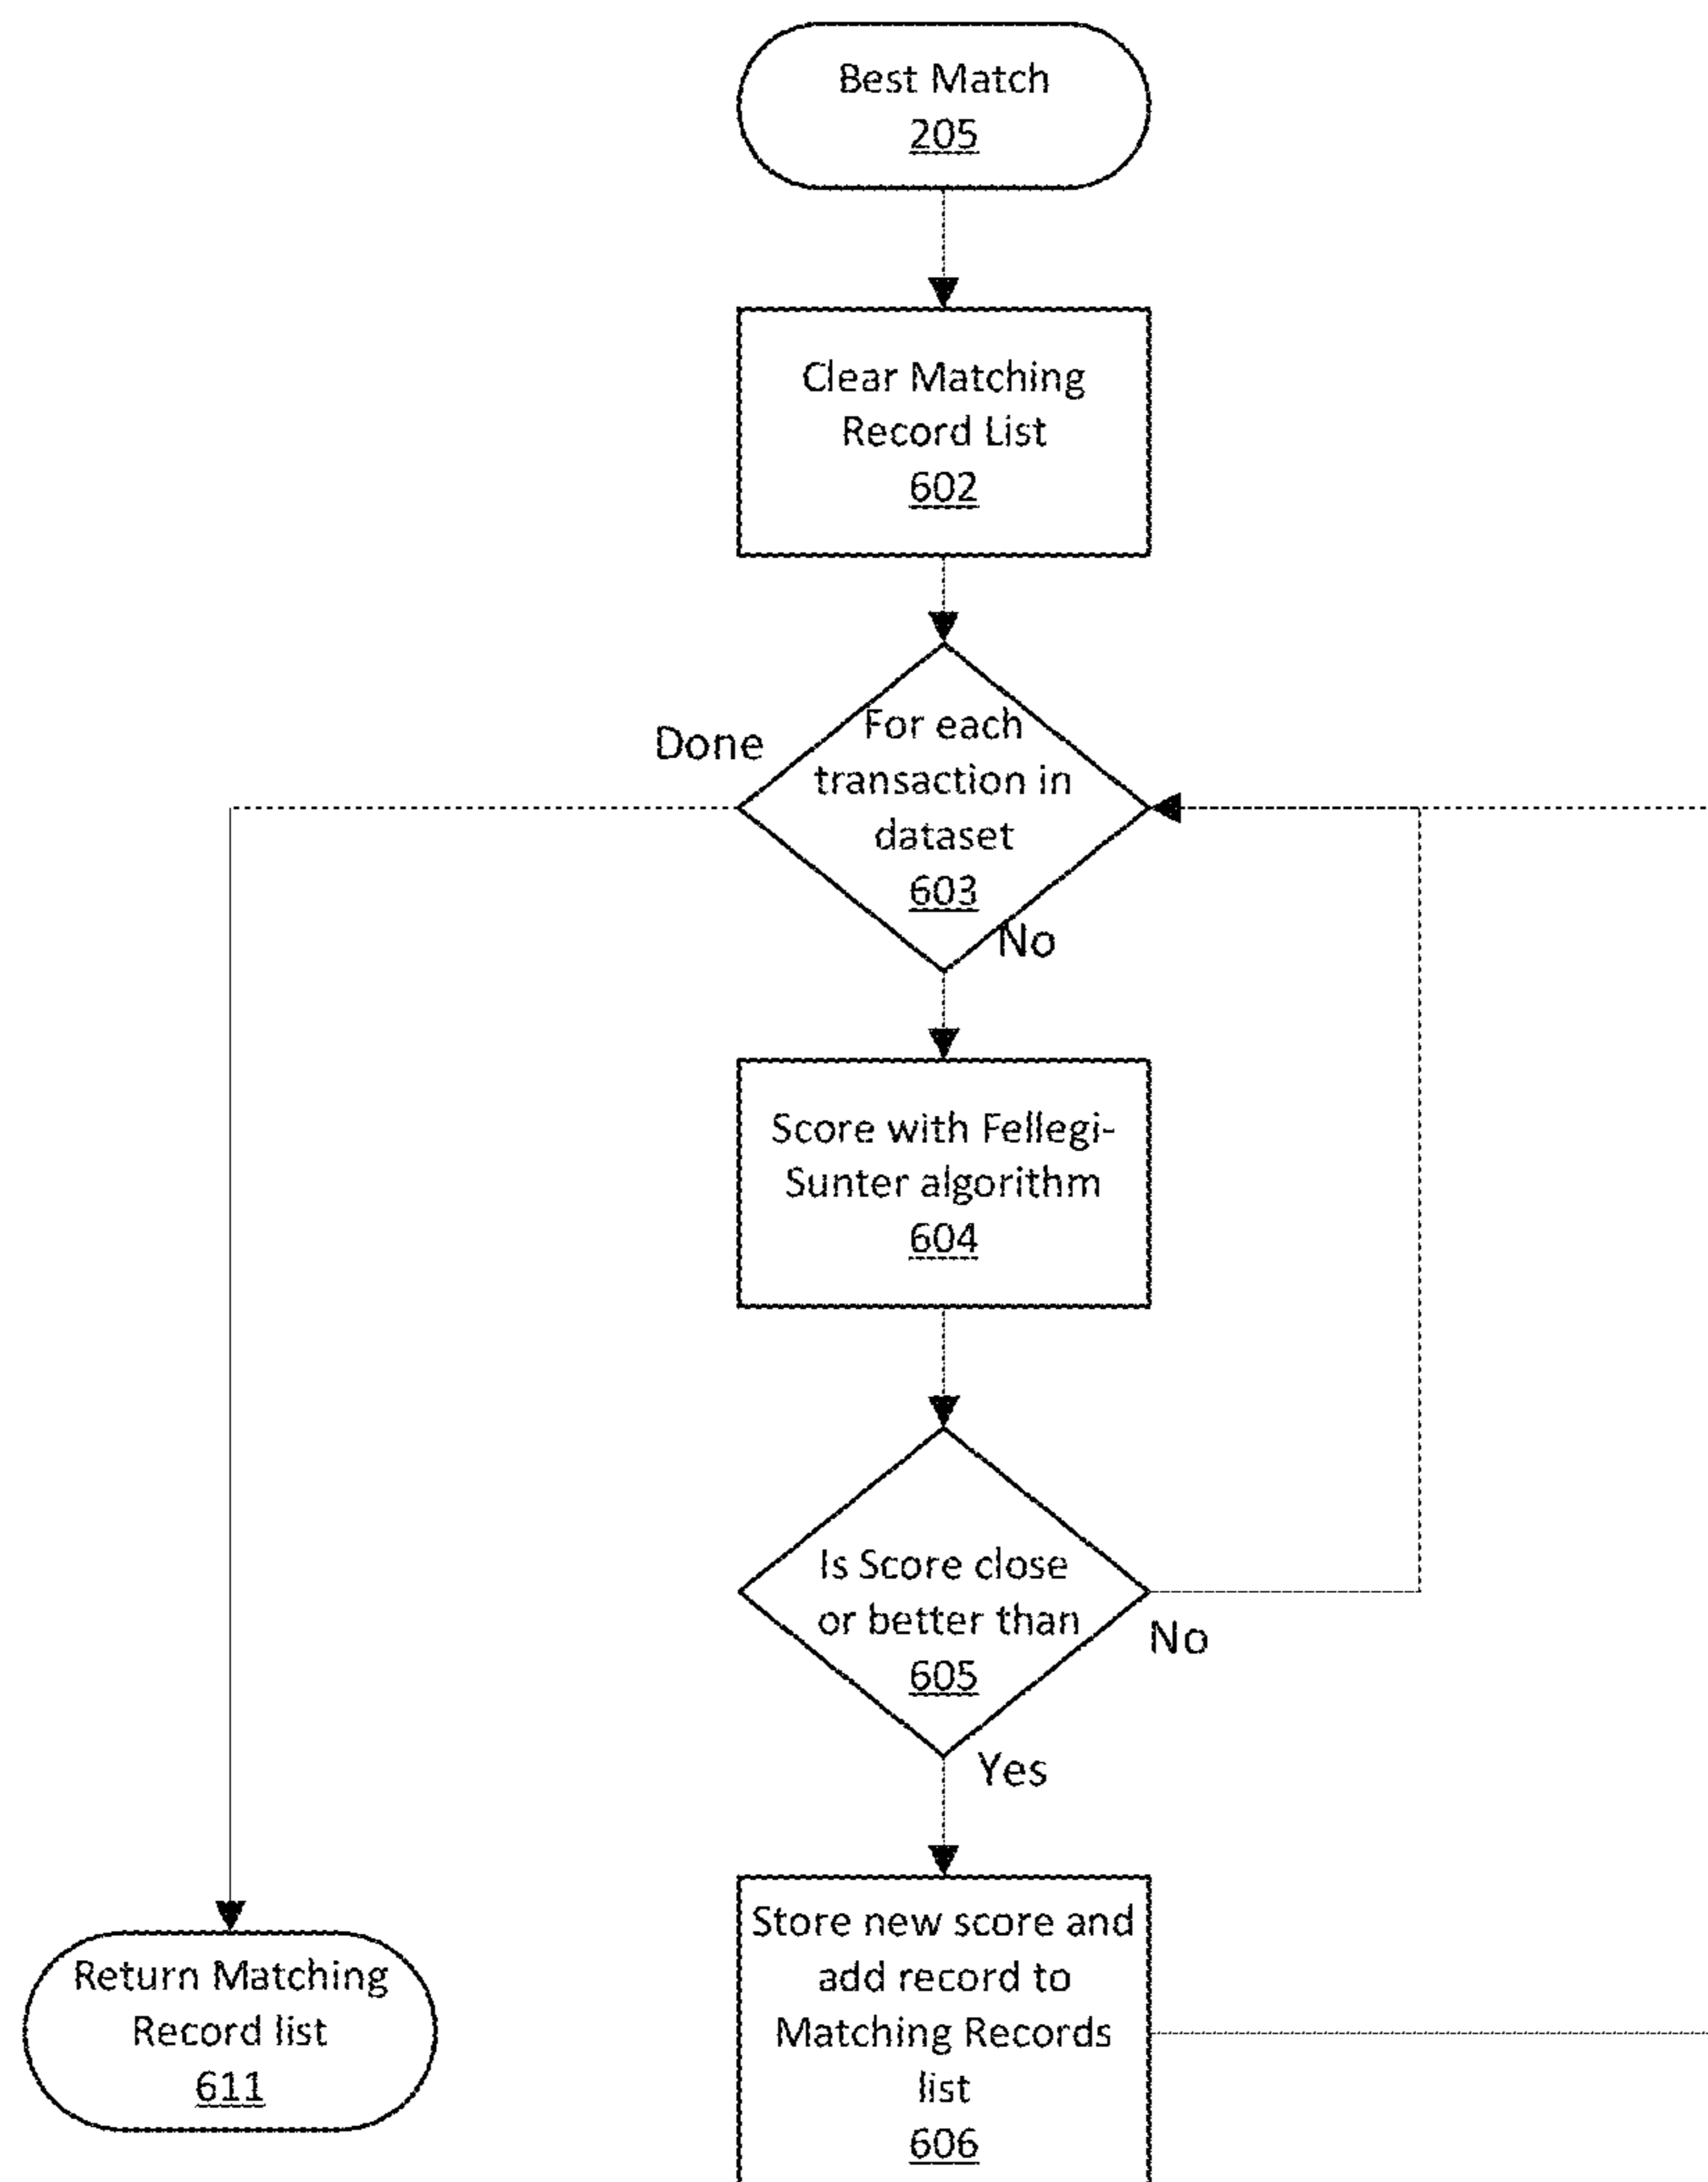 Best Match
205
Clear Matching
Record List
602
Done
For each
transaction in
dataset
603
No
Score with Fellegi-
Sunter algorithm
604
Is Score close
or better than
605
No
Yes
Store new score and
add record to
Matching Records
list
606
Return Matching
Record list
611